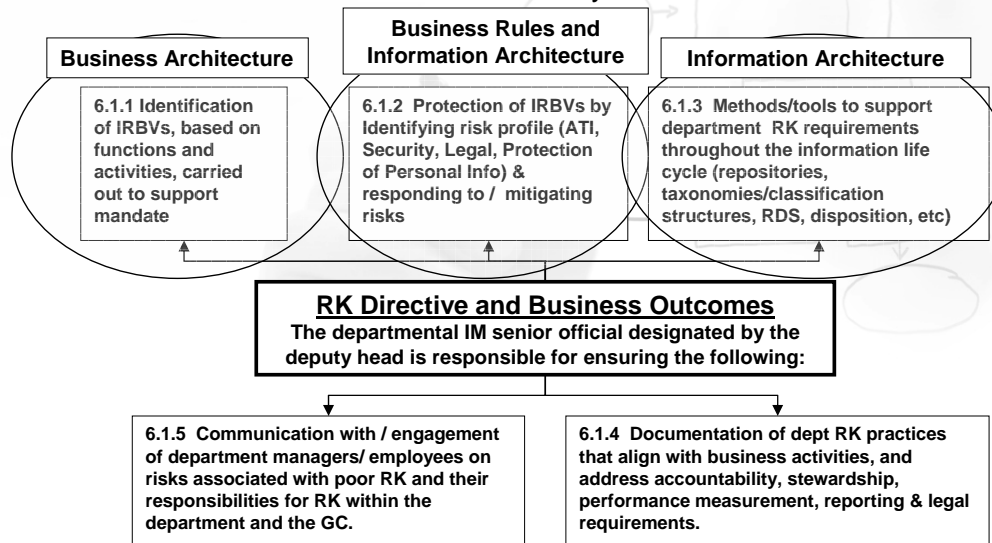 Business Architecture
Business Rules and
Information Architecture
Information Architecture
6.1.1 Identification
of IRBVs, based on
functions and
activities, carried
out to support
mandate
6.1.2 Protection of IRBVs by
Identifying risk profile (ATI,
Security, Legal, Protection
of Personal Info) &
responding to / mitigating
risks
6.1.3 Methods/tools to support
department RK requirements
throughout the information life
cycle (repositories,
taxonomies/classification
structures, RDS, disposition, etc)
RK Directive and Business Outcomes
The departmental IM senior official designated by the
deputy head is responsible for ensuring the following:
6.1.5 Communication with / engagement
of department managers/ employees on
risks associated with poor RK and their
responsibilities for RK within the
department and the GC.
6.1.4 Documentation of dept RK practices
that align with business activities, and
address accountability, stewardship,
performance measurement, reporting & legal
requirements.